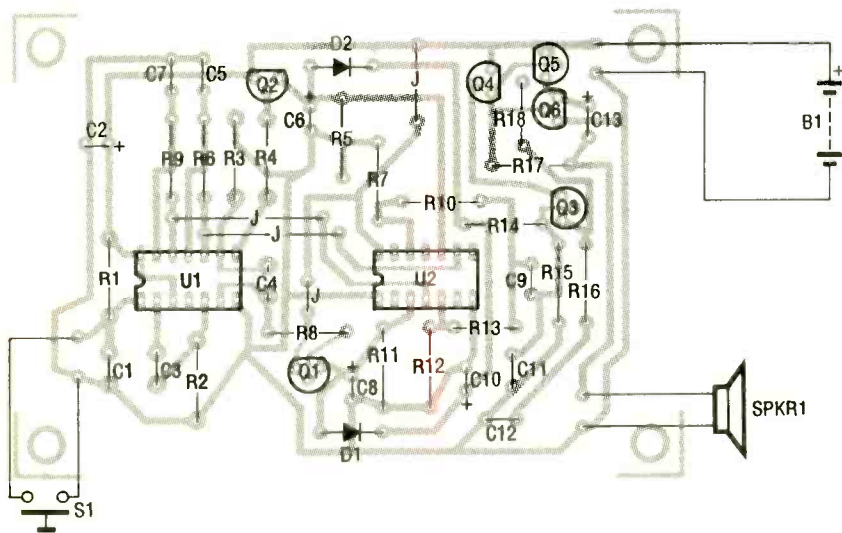 D2
C7
C5
Q2
J
Q4
Q5
Q6
C6
R5
R18
C13
+
B1
+
C2
+
R9
R6
R3
R4
R7
R17
J
R10
Q3
J
R14
R1
U1
C4
U2
C9
R15
R16
J
R8
R13
C1
C3
R2
Q1
+
C8
R11
R12
C10
+
C11
SPKR1
D1
C12
S1